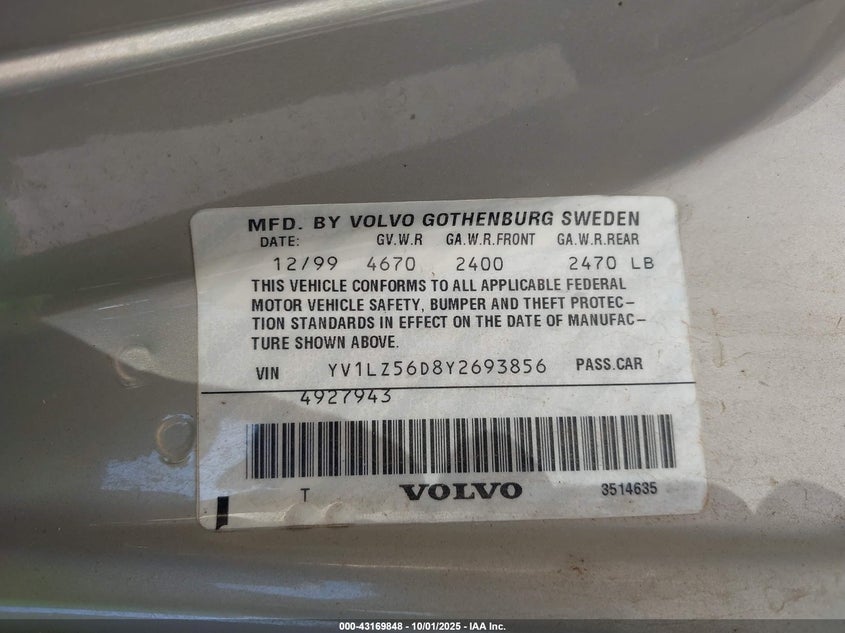 MFD. BY VOLVO GOTHENBURG SWEDEN
DATE: GV.W.R GA.W.R.FRONT GA.W.R.REAR
12/99 4670 2400 2470 LB
THIS VEHICLE CONFORMS TO ALL APPLICABLE FEDERAL
MOTOR VEHICLE SAFETY, BUMPER AND THEFT PROTEC–
TION STANDARDS IN EFFECT ON THE DATE OF MANUFAC–
TURE SHOWN ABOVE.
VIN YV1LZ56D8Y2693856 PASS.CAR
4927943
T VOLVO 3514635
000-43169848 - 10/01/2025 - IAA Inc.